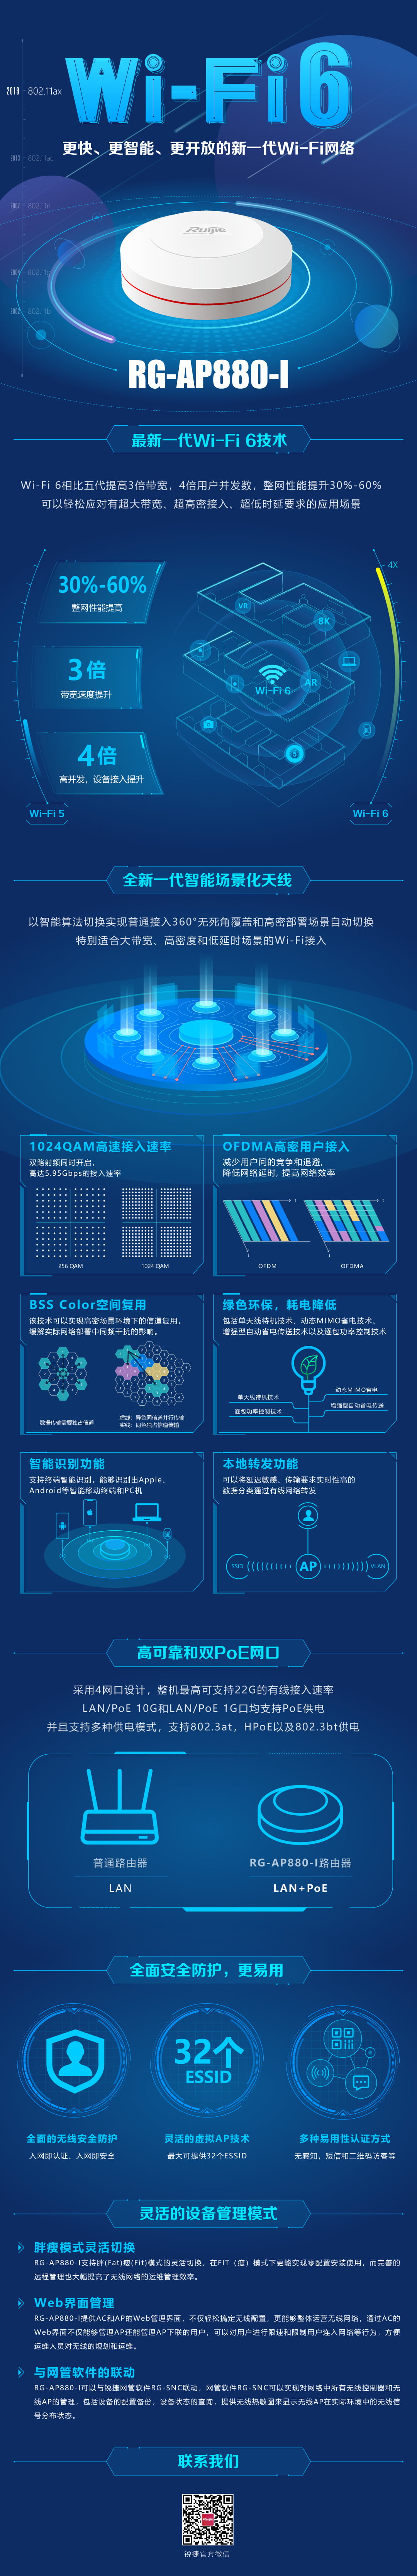 Wi-Fi 6
2019 802.11ax
更快、更智能、更开放的新一代Wi-Fi网络
2013 802.11ac
802.11n
802.11g
802.11b
Ruijie
RG-AP880-I
最新一代Wi-Fi 6技术
Wi-Fi 6相比五代提高3倍带宽，4倍用户并发数，整网性能提升30%-60%
可以轻松应对有超大带宽、超高密接入、超低时延要求的应用场景
4X
30%-60%
整网性能提高
VR
8K
3倍
带宽速度提升
Wi-Fi 6
AR
4倍
高并发，设备接入提升
Wi-Fi 5
Wi-Fi 6
全新一代智能场景化天线
以智能算法切换实现普通接入360°无死角覆盖和高密部署场景自动切换
特别适合大带宽、高密度和低延时场景的Wi-Fi接入
1024QAM高速接入速率
双路射频同时开启，
高达5.95Gbps的接入速率
256 QAM
1024 QAM
OFDMA高密用户接入
减少用户间的竞争和退避，
降低网络延时，提高网络效率
OFDM
OFDMA
BSS Color空间复用
该技术可以实现高密场景环境下的信道复用，
缓解实际网络部署中同频干扰的影响。
数据传输需要独占信道
虚线：异色同信道并行传输
实线：同色独占信道传输
绿色环保，耗电降低
包括单天线待机技术、动态MIMO省电技术、
增强型自动省电传送技术以及逐包功率控制技术
单天线待机技术
动态MIMO省电
逐包功率控制技术
增强型自动省电传送
智能识别功能
支持终端智能识别，能够识别出Apple、
Android等智能移动终端和PC机
本地转发功能
可以将延迟敏感、传输要求实时性高的
数据分类通过有线网络转发
SSID
AP
VLAN
高可靠和双PoE网口
采用4网口设计，整机最高可支持22G的有线接入速率
LAN/PoE 10G和LAN/PoE 1G口均支持PoE供电
并且支持多种供电模式，支持802.3at，HPoE以及802.3bt供电
普通路由器
LAN
RG-AP880-I路由器
LAN+PoE
全面安全防护，更易用
32个
ESSID
全面的无线安全防护
入网即认证、入网即安全
灵活的虚拟AP技术
最大可提供32个ESSID
多种易用性认证方式
无感知，短信和二维码访客等
灵活的设备管理模式
胖瘦模式灵活切换
RG-AP880-I支持胖(Fat)瘦(Fit)模式的灵活切换，在FIT（瘦）模式下更能实现零配置安装使用，而完善的
远程管理也大幅提高了无线网络的运维管理效率。
Web界面管理
RG-AP880-I提供AC和AP的Web管理界面，不仅轻松搞定无线配置，更能够整体运营无线网络，通过AC的
Web界面不仅能够管理AP还能管理AP下联的用户，可以对用户进行限速和限制用户连入网络等行为，方便
运维人员对无线的规划和运维。
与网管软件的联动
RG-AP880-I可以与锐捷网管软件RG-SNC联动，网管软件RG-SNC可以实现对网络中所有无线控制器和无
线AP的管理，包括设备的配置备份，设备状态的查询，提供无线热敏图来显示无线AP在实际环境中的无线信
号分布状态。
联系我们
锐捷官方微信